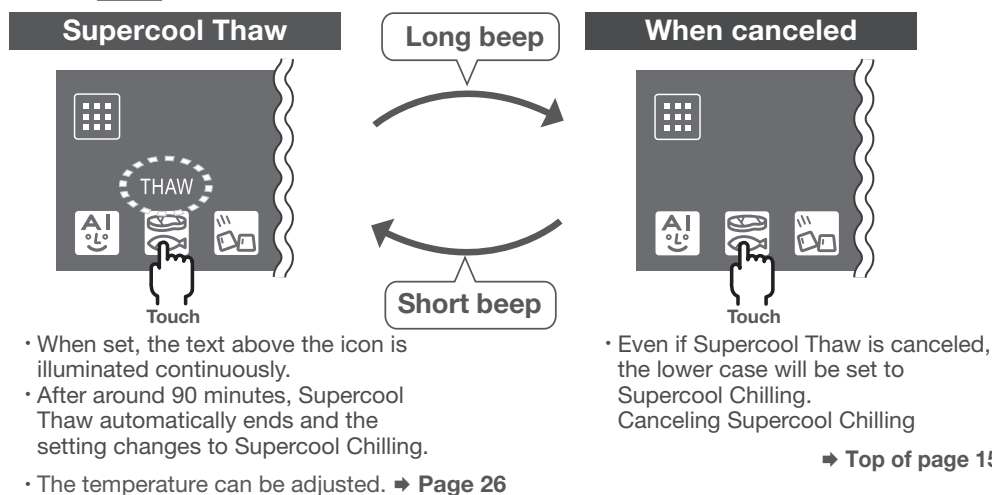 Supercool Thaw
Long beep
When canceled
THAW
AI
AI
Short beep
Touch
Touch
・When set, the text above the icon is
illuminated continuously.
・After around 90 minutes, Supercool
Thaw automatically ends and the
setting changes to Supercool Chilling.
・The temperature can be adjusted. ➡ Page 26
・Even if Supercool Thaw is canceled,
the lower case will be set to
Supercool Chilling.
Canceling Supercool Chilling
➡ Top of page 15